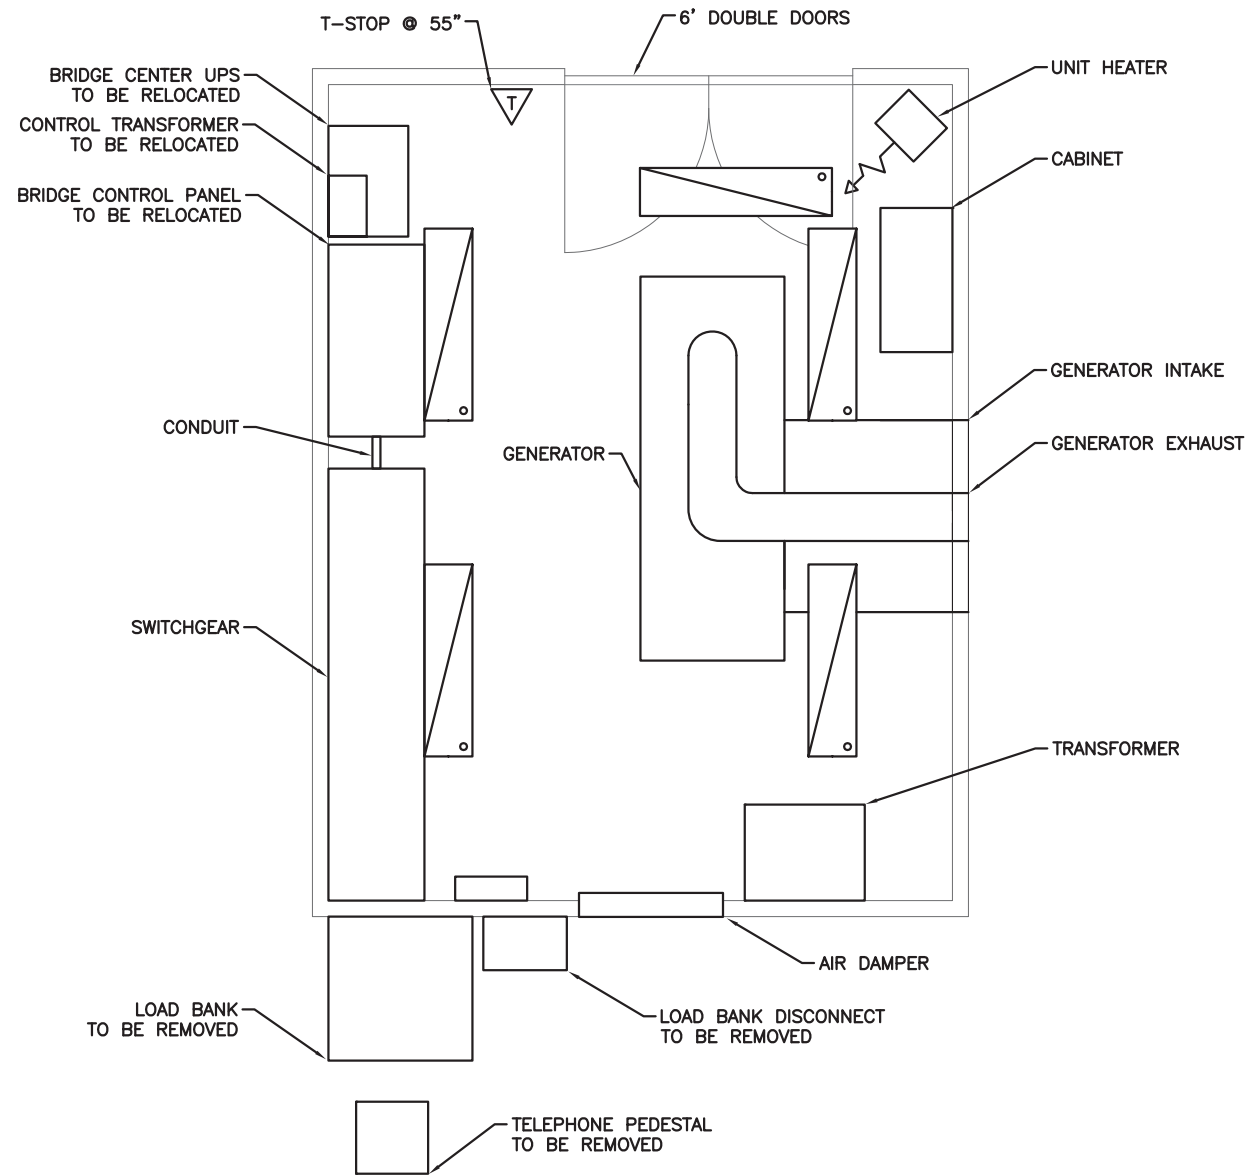 T-STOP @ 55"
6' DOUBLE DOORS
BRIDGE CENTER UPS
TO BE RELOCATED
UNIT HEATER
T
CONTROL TRANSFORMER
TO BE RELOCATED
CABINET
BRIDGE CONTROL PANEL
TO BE RELOCATED
GENERATOR INTAKE
CONDUIT
GENERATOR EXHAUST
GENERATOR
SWITCHGEAR
TRANSFORMER
AIR DAMPER
LOAD BANK
TO BE REMOVED
LOAD BANK DISCONNECT
TO BE REMOVED
TELEPHONE PEDESTAL
TO BE REMOVED